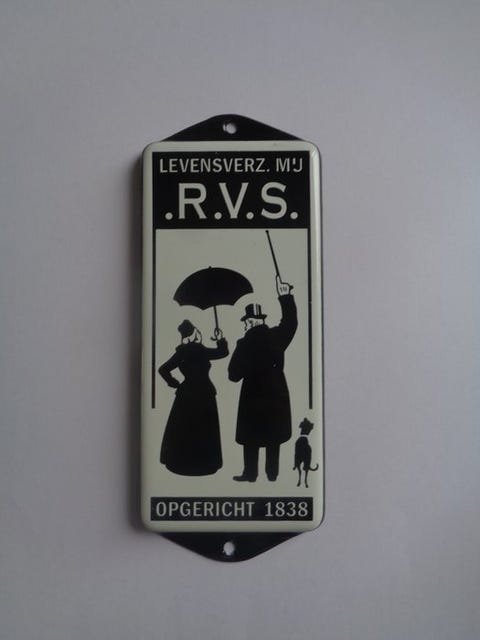 LEVENSVERZ. MIJ
.R.V.S.
OPGERICHT 1838